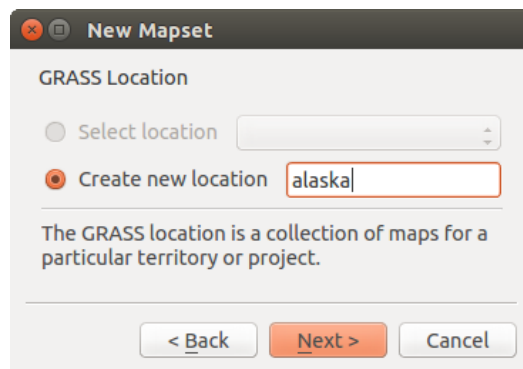 New Mapset
GRASS Location
Select location
Create new location alaska
The GRASS location is a collection of maps for a
particular territory or project.
< Back Next > Cancel